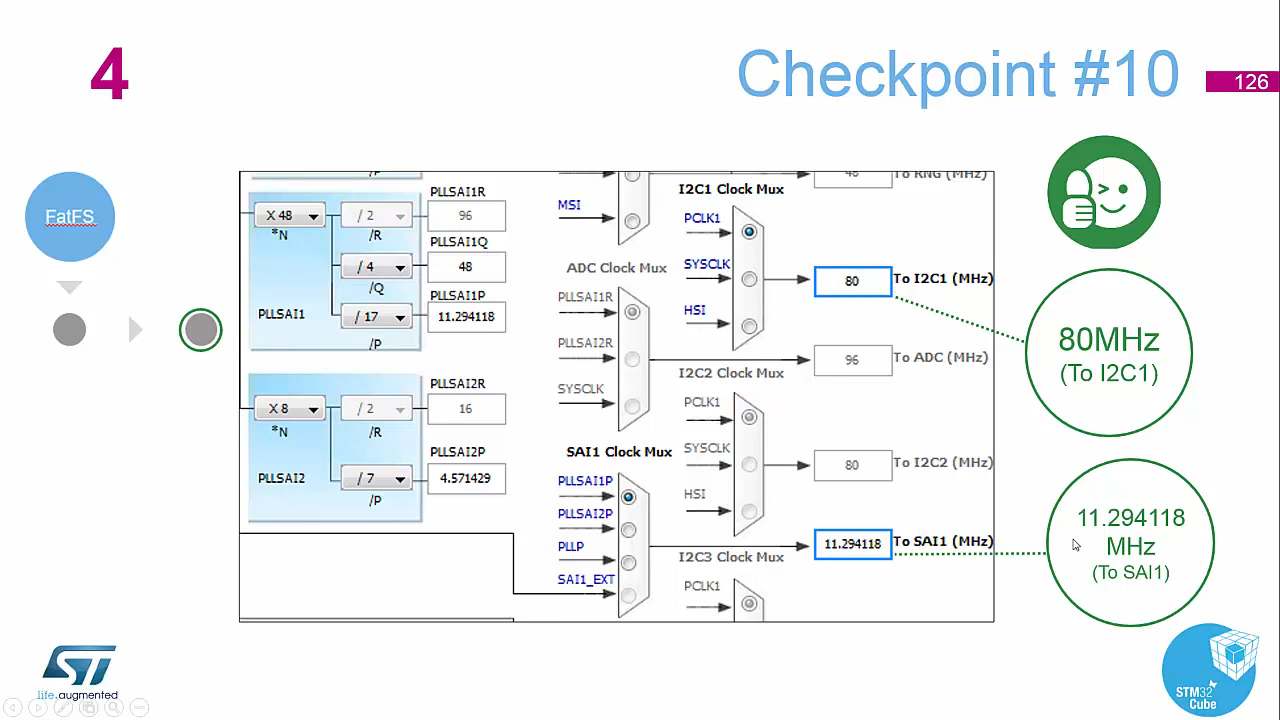 4
Checkpoint #10
126
FatFS
X 48
*N
PLLSAI1
/ 2
/R
/ 4
/Q
/ 17
/P
PLLSAI1R
96
PLLSAI1Q
48
PLLSAI1P
11.294118
X 8
*N
PLLSAI2
/ 2
/R
/ 7
/P
PLLSAI2R
16
PLLSAI2P
4.571429
MSI
ADC Clock Mux
PLLSAI1R
PLLSAI2R
SYSCLK
96
To ADC (MHz)
SAI1 Clock Mux
PLLSAI1P
PLLSAI2P
PLLP
SAI1_EXT
11.294118
To SAI1 (MHz)
48
To RNG (MHz)
I2C1 Clock Mux
PCLK1
SYSCLK
HSI
80
To I2C1 (MHz)
I2C2 Clock Mux
PCLK1
SYSCLK
HSI
80
To I2C2 (MHz)
I2C3 Clock Mux
PCLK1
80MHz
(To I2C1)
11.294118
MHz
(To SAI1)
ST
life.augmented
STM32
Cube